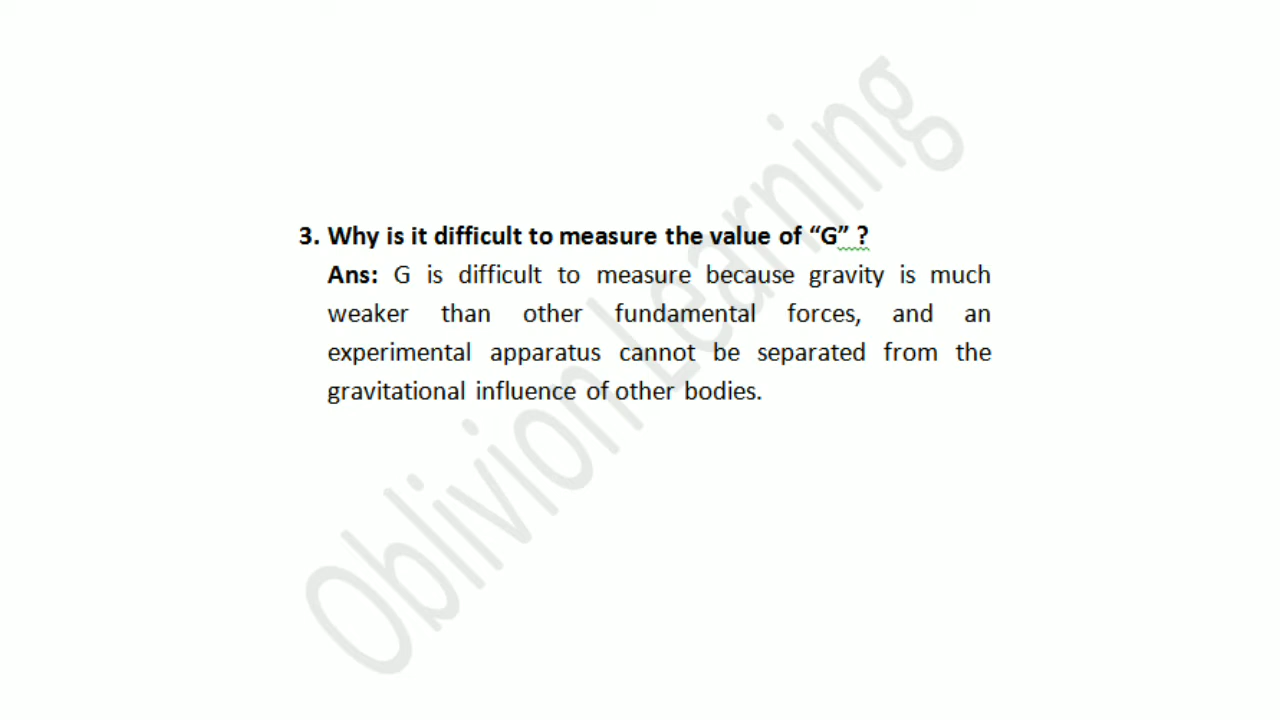 3. Why is it difficult to measure the value of “G” ?
Ans: G is difficult to measure because gravity is much
weaker than other fundamental forces, and an
experimental apparatus cannot be separated from the
gravitational influence of other bodies.
Oblivion Learning